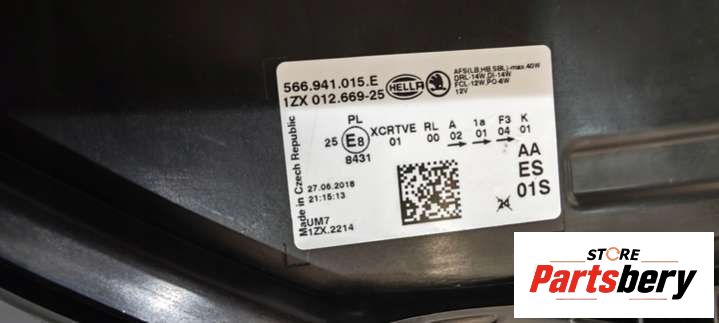 566.941.015.E
1ZX 012.669-25
HELLA
AFS(LB,HB,SBL)-max.40W
DRL-14W,DI-14W
FCL-12W,PO-6W
12V
PL
25 E8 XCRTVE RL A 1a F3 K
8431 01 00 02 01 04 01
AA
ES
01S
Made in Czech Republic
27.06.2018
21:15:13
UM7
E1ZX.2214
STORE
Partsbery